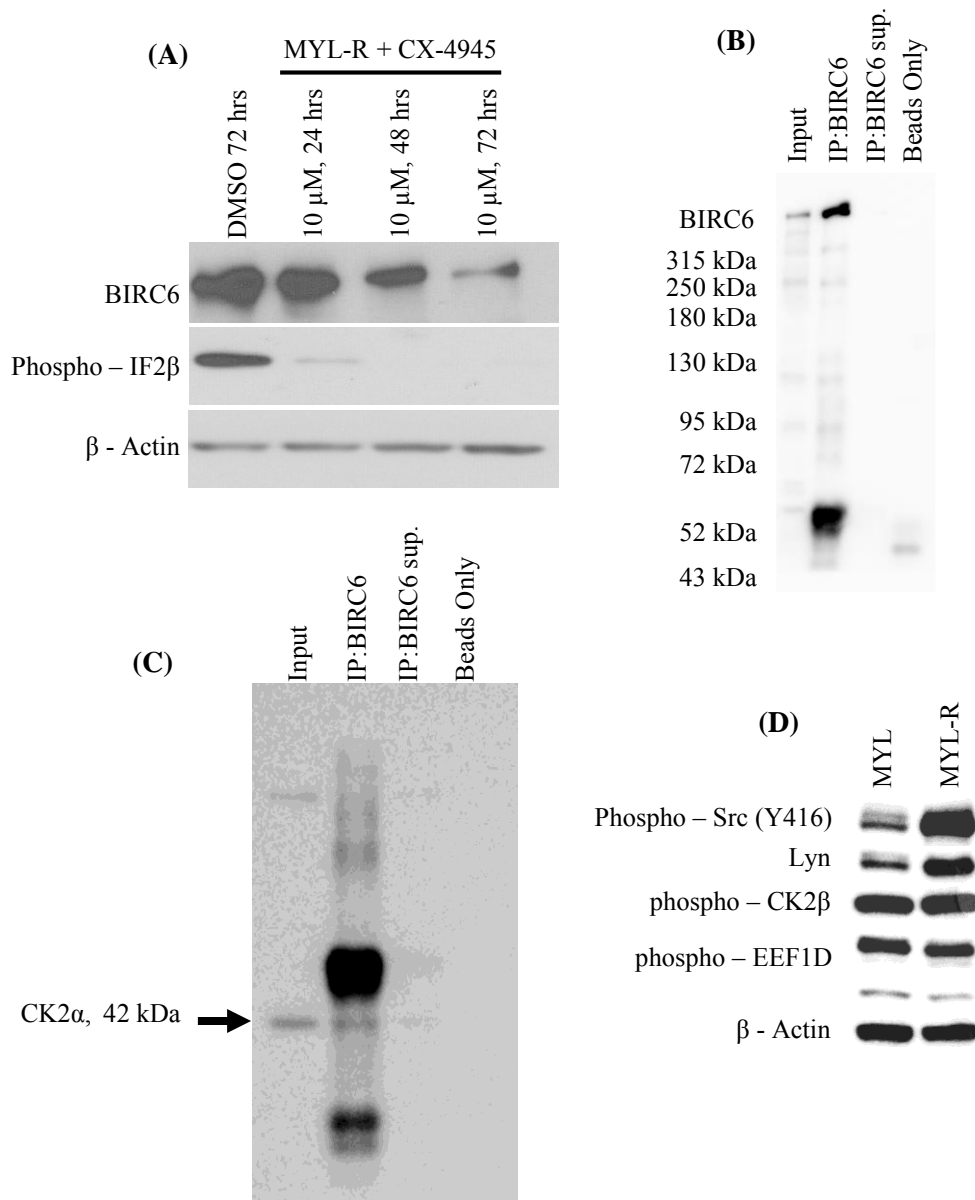 (A)
MYL-R + CX-4945
DMSO 72 hrs
10 µM, 24 hrs
10 µM, 48 hrs
10 µM, 72 hrs
BIRC6
Phospho – IF2β
β - Actin
(B)
Input
IP:BIRC6
IP:BIRC6 sup.
Beads Only
BIRC6
315 kDa
250 kDa
180 kDa
130 kDa
95 kDa
72 kDa
52 kDa
43 kDa
(C)
Input
IP:BIRC6
IP:BIRC6 sup.
Beads Only
CK2α, 42 kDa
(D)
MYL
MYL-R
Phospho – Src (Y416)
Lyn
phospho – CK2β
phospho – EEF1D
β - Actin